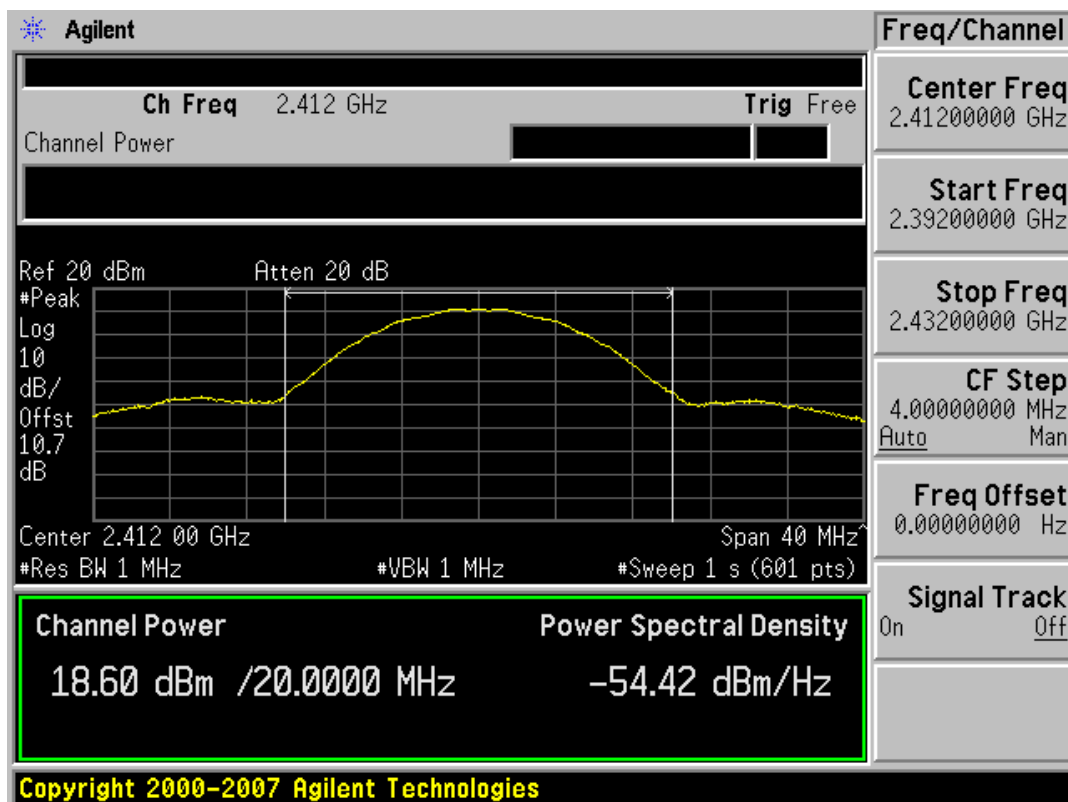 Agilent
Freq/Channel
Ch Freq 2.412 GHz Trig Free
Channel Power
Center Freq
2.41200000 GHz
Start Freq
2.39200000 GHz
Stop Freq
2.43200000 GHz
CF Step
4.00000000 MHz
Auto Man
Freq Offset
0.00000000 Hz
Signal Track
On Off
Ref 20 dBm Atten 20 dB
#Peak
Log
10
dB/
Offst
10.7
dB
Center 2.412 00 GHz Span 40 MHz^
#Res BW 1 MHz #VBW 1 MHz #Sweep 1 s (601 pts)
Channel Power Power Spectral Density
18.60 dBm /20.0000 MHz -54.42 dBm/Hz
Copyright 2000-2007 Agilent Technologies